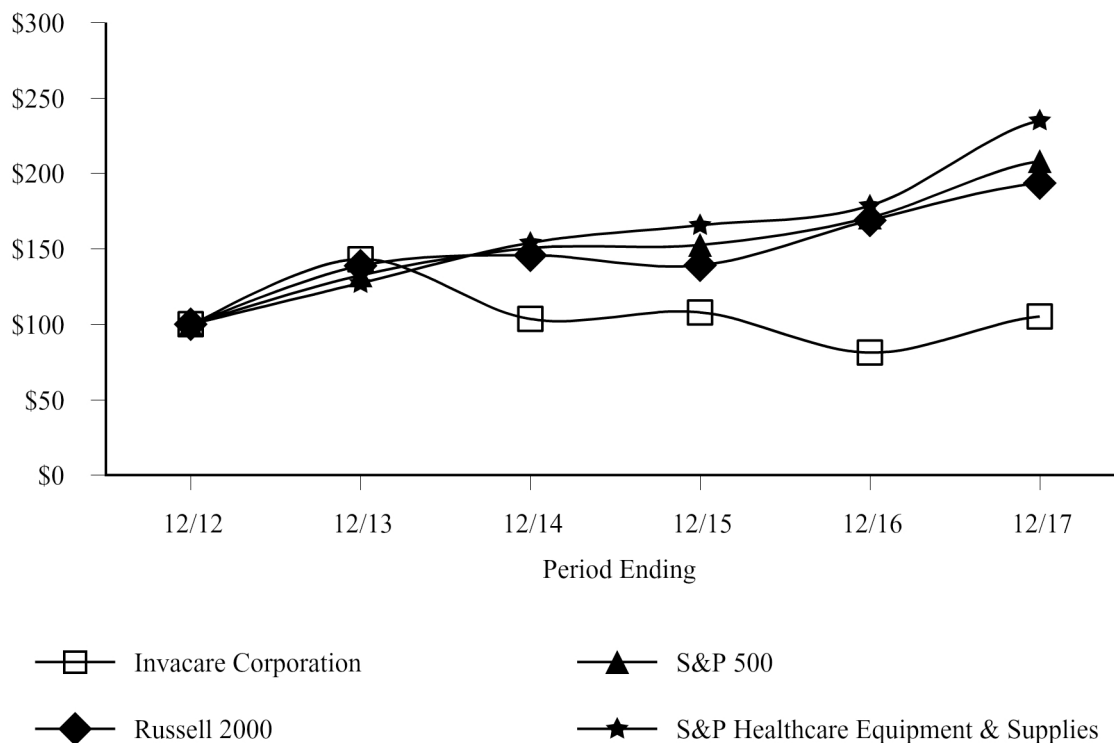 $300
$250
$200
$150
$100
$50
$0
12/12 12/13 12/14 12/15 12/16 12/17
Period Ending
Invacare Corporation S&P 500
Russell 2000 S&P Healthcare Equipment & Supplies